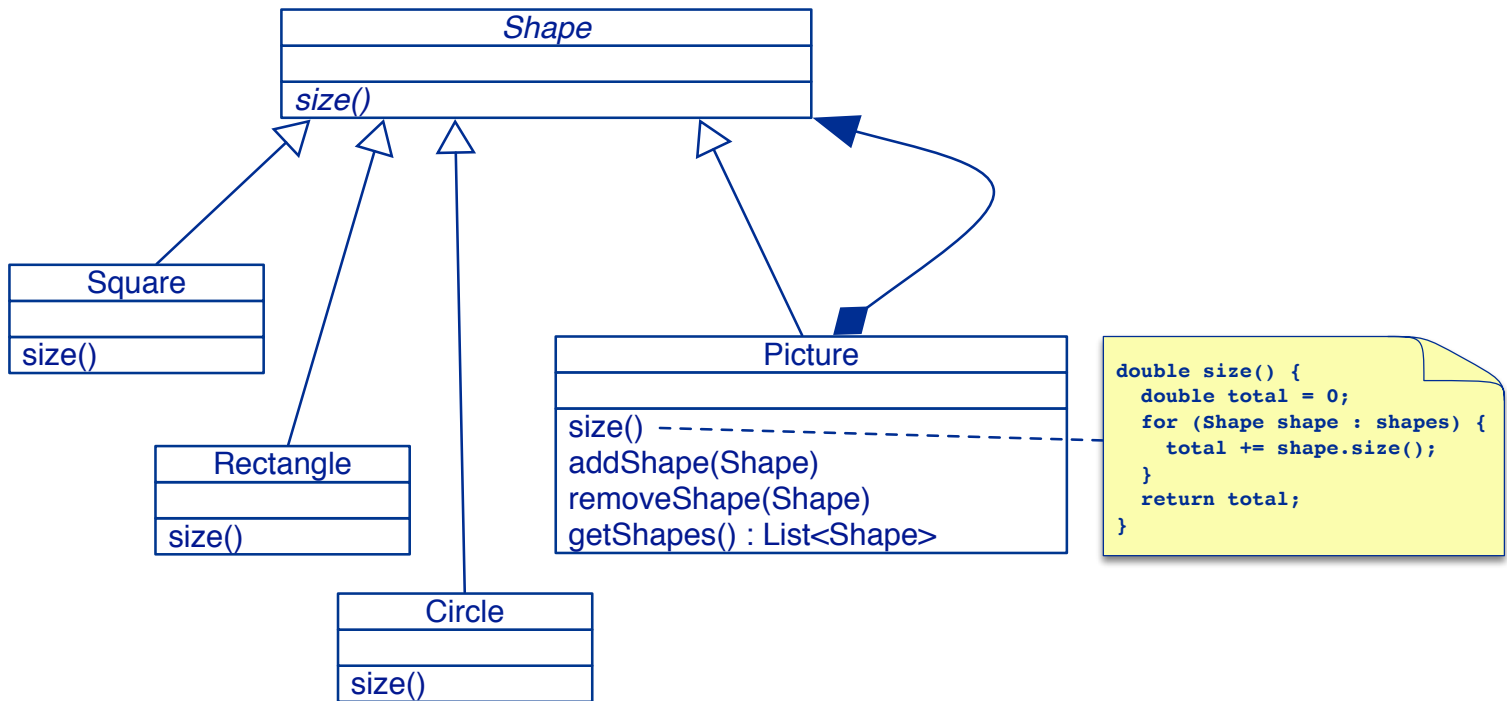 Shape
size()
Square
size()
Rectangle
size()
Circle
size()
Picture
size()
addShape(Shape)
removeShape(Shape)
getShapes() : List<Shape>
double size() {
double total = 0;
for (Shape shape : shapes) {
total += shape.size();
}
return total;
}